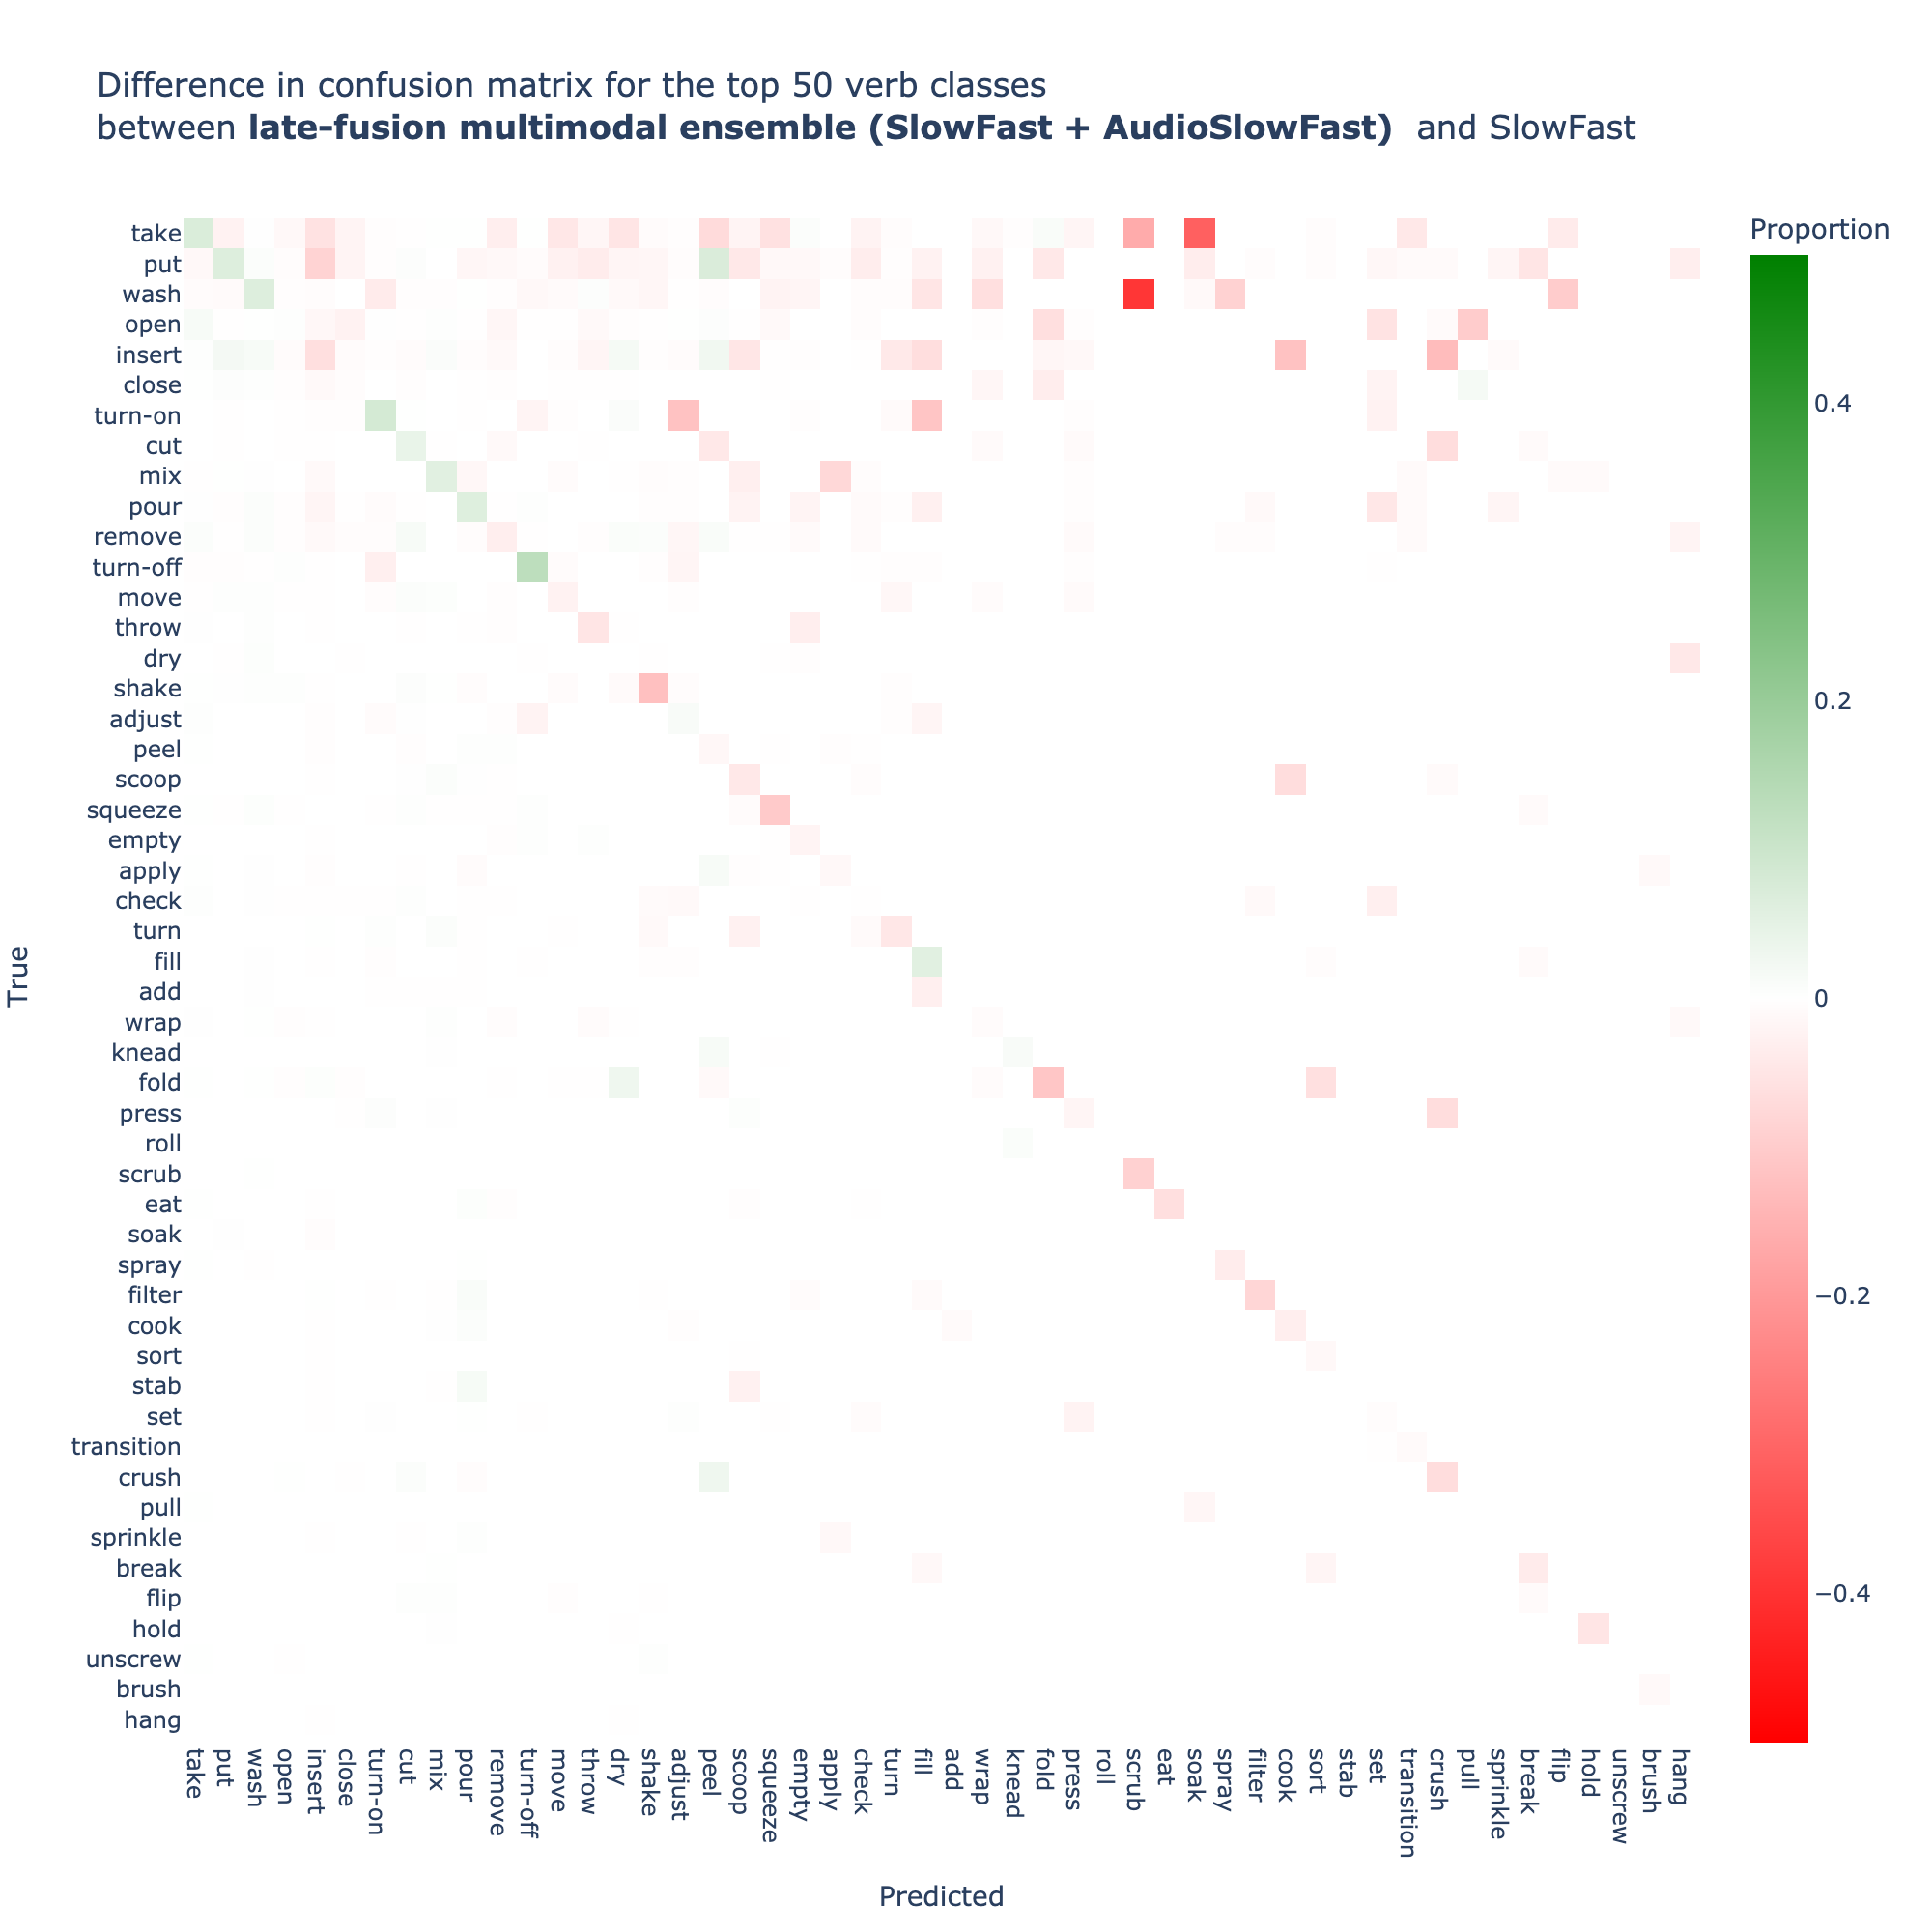 Difference in confusion matrix for the top 50 verb classes
between late-fusion multimodal ensemble (SlowFast + AudioSlowFast) and SlowFast
Proportion
0.4
0.2
0
−0.2
−0.4
True
take
put
wash
open
insert
close
turn-on
cut
mix
pour
remove
turn-off
move
throw
dry
shake
adjust
peel
scoop
squeeze
empty
apply
check
turn
fill
add
wrap
knead
fold
press
roll
scrub
eat
soak
spray
filter
cook
sort
stab
set
transition
crush
pull
sprinkle
break
flip
hold
unscrew
brush
hang
take
put
wash
open
insert
close
turn-on
cut
mix
pour
remove
turn-off
move
throw
dry
shake
adjust
peel
scoop
squeeze
empty
apply
check
turn
fill
add
wrap
knead
fold
press
roll
scrub
eat
soak
spray
filter
cook
sort
stab
set
transition
crush
pull
sprinkle
break
flip
hold
unscrew
brush
hang
Predicted